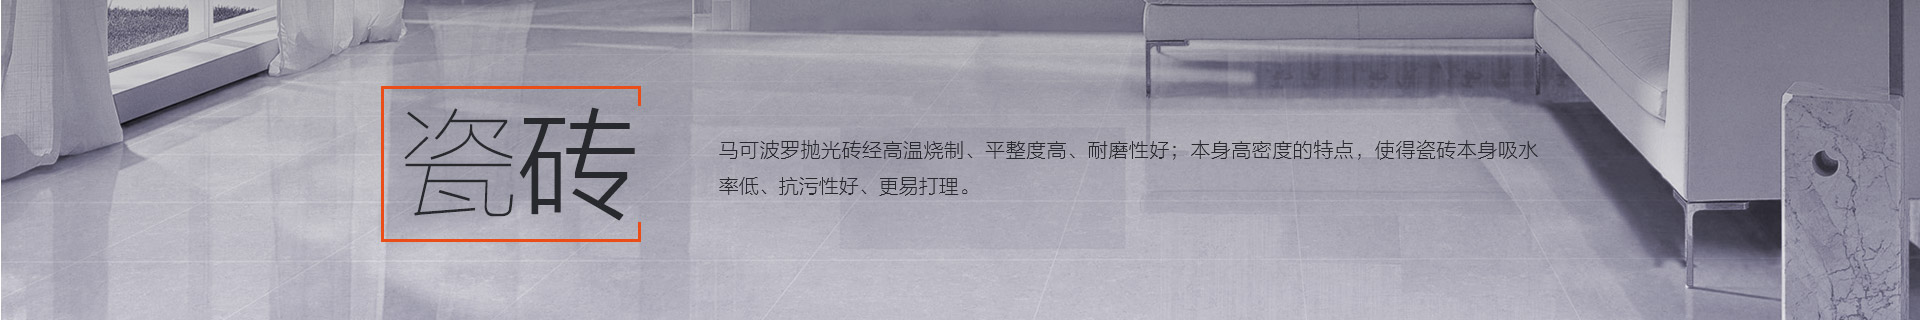 瓷砖
马可波罗抛光砖经高温烧制、平整度高、耐磨性好；本身高密度的特点，使得瓷砖本身吸水
率低、抗污性好、更易打理。